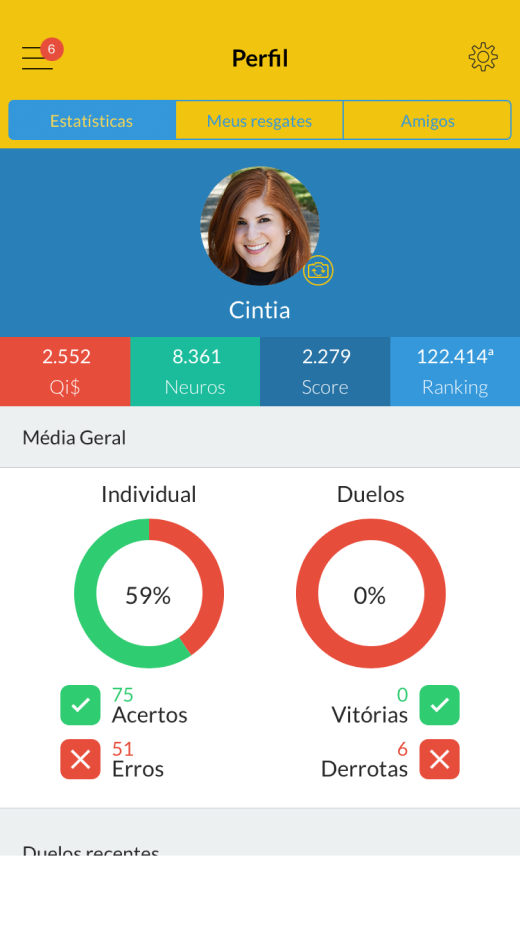 6
Perfil
Estatísticas
Meus resgates
Amigos
Cintia
2.552
8.361
2.279
122.414ª
Qi$
Neuros
Score
Ranking
Média Geral
Individual
Duelos
59%
0%
75
Acertos
0
Vitórias
51
Erros
6
Derrotas
Duelos recentes